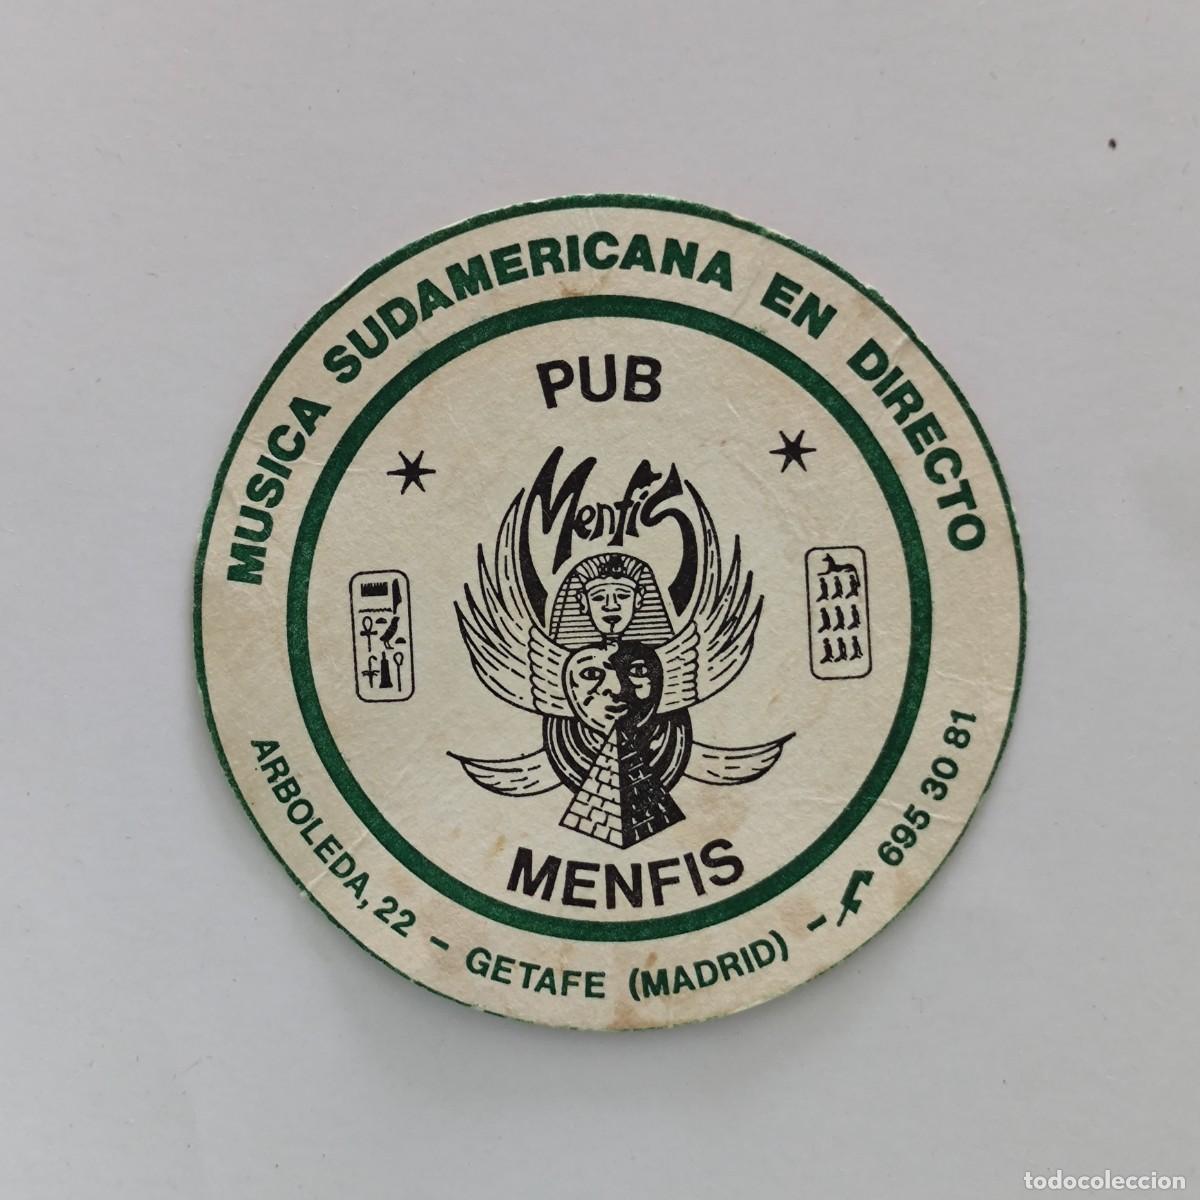 MUSICA SUDAMERICANA EN DIRECTO
PUB
Menfis
MENFIS
ARBOLEDA, 22 - GETAFE (MADRID) - 695 30 81
todocoleccion